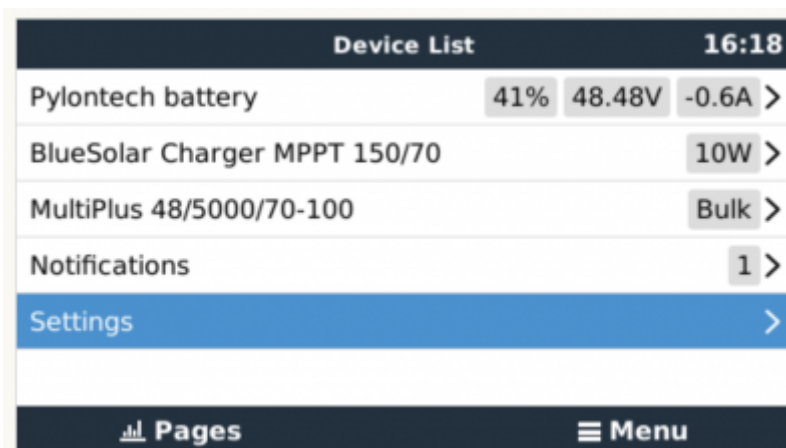 Device List 16:18
Pylontech battery 41% 48.48V -0.6A
BlueSolar Charger MPPT 150/70 10W
MultiPlus 48/5000/70-100 Bulk
Notifications 1
Settings
Pages Menu